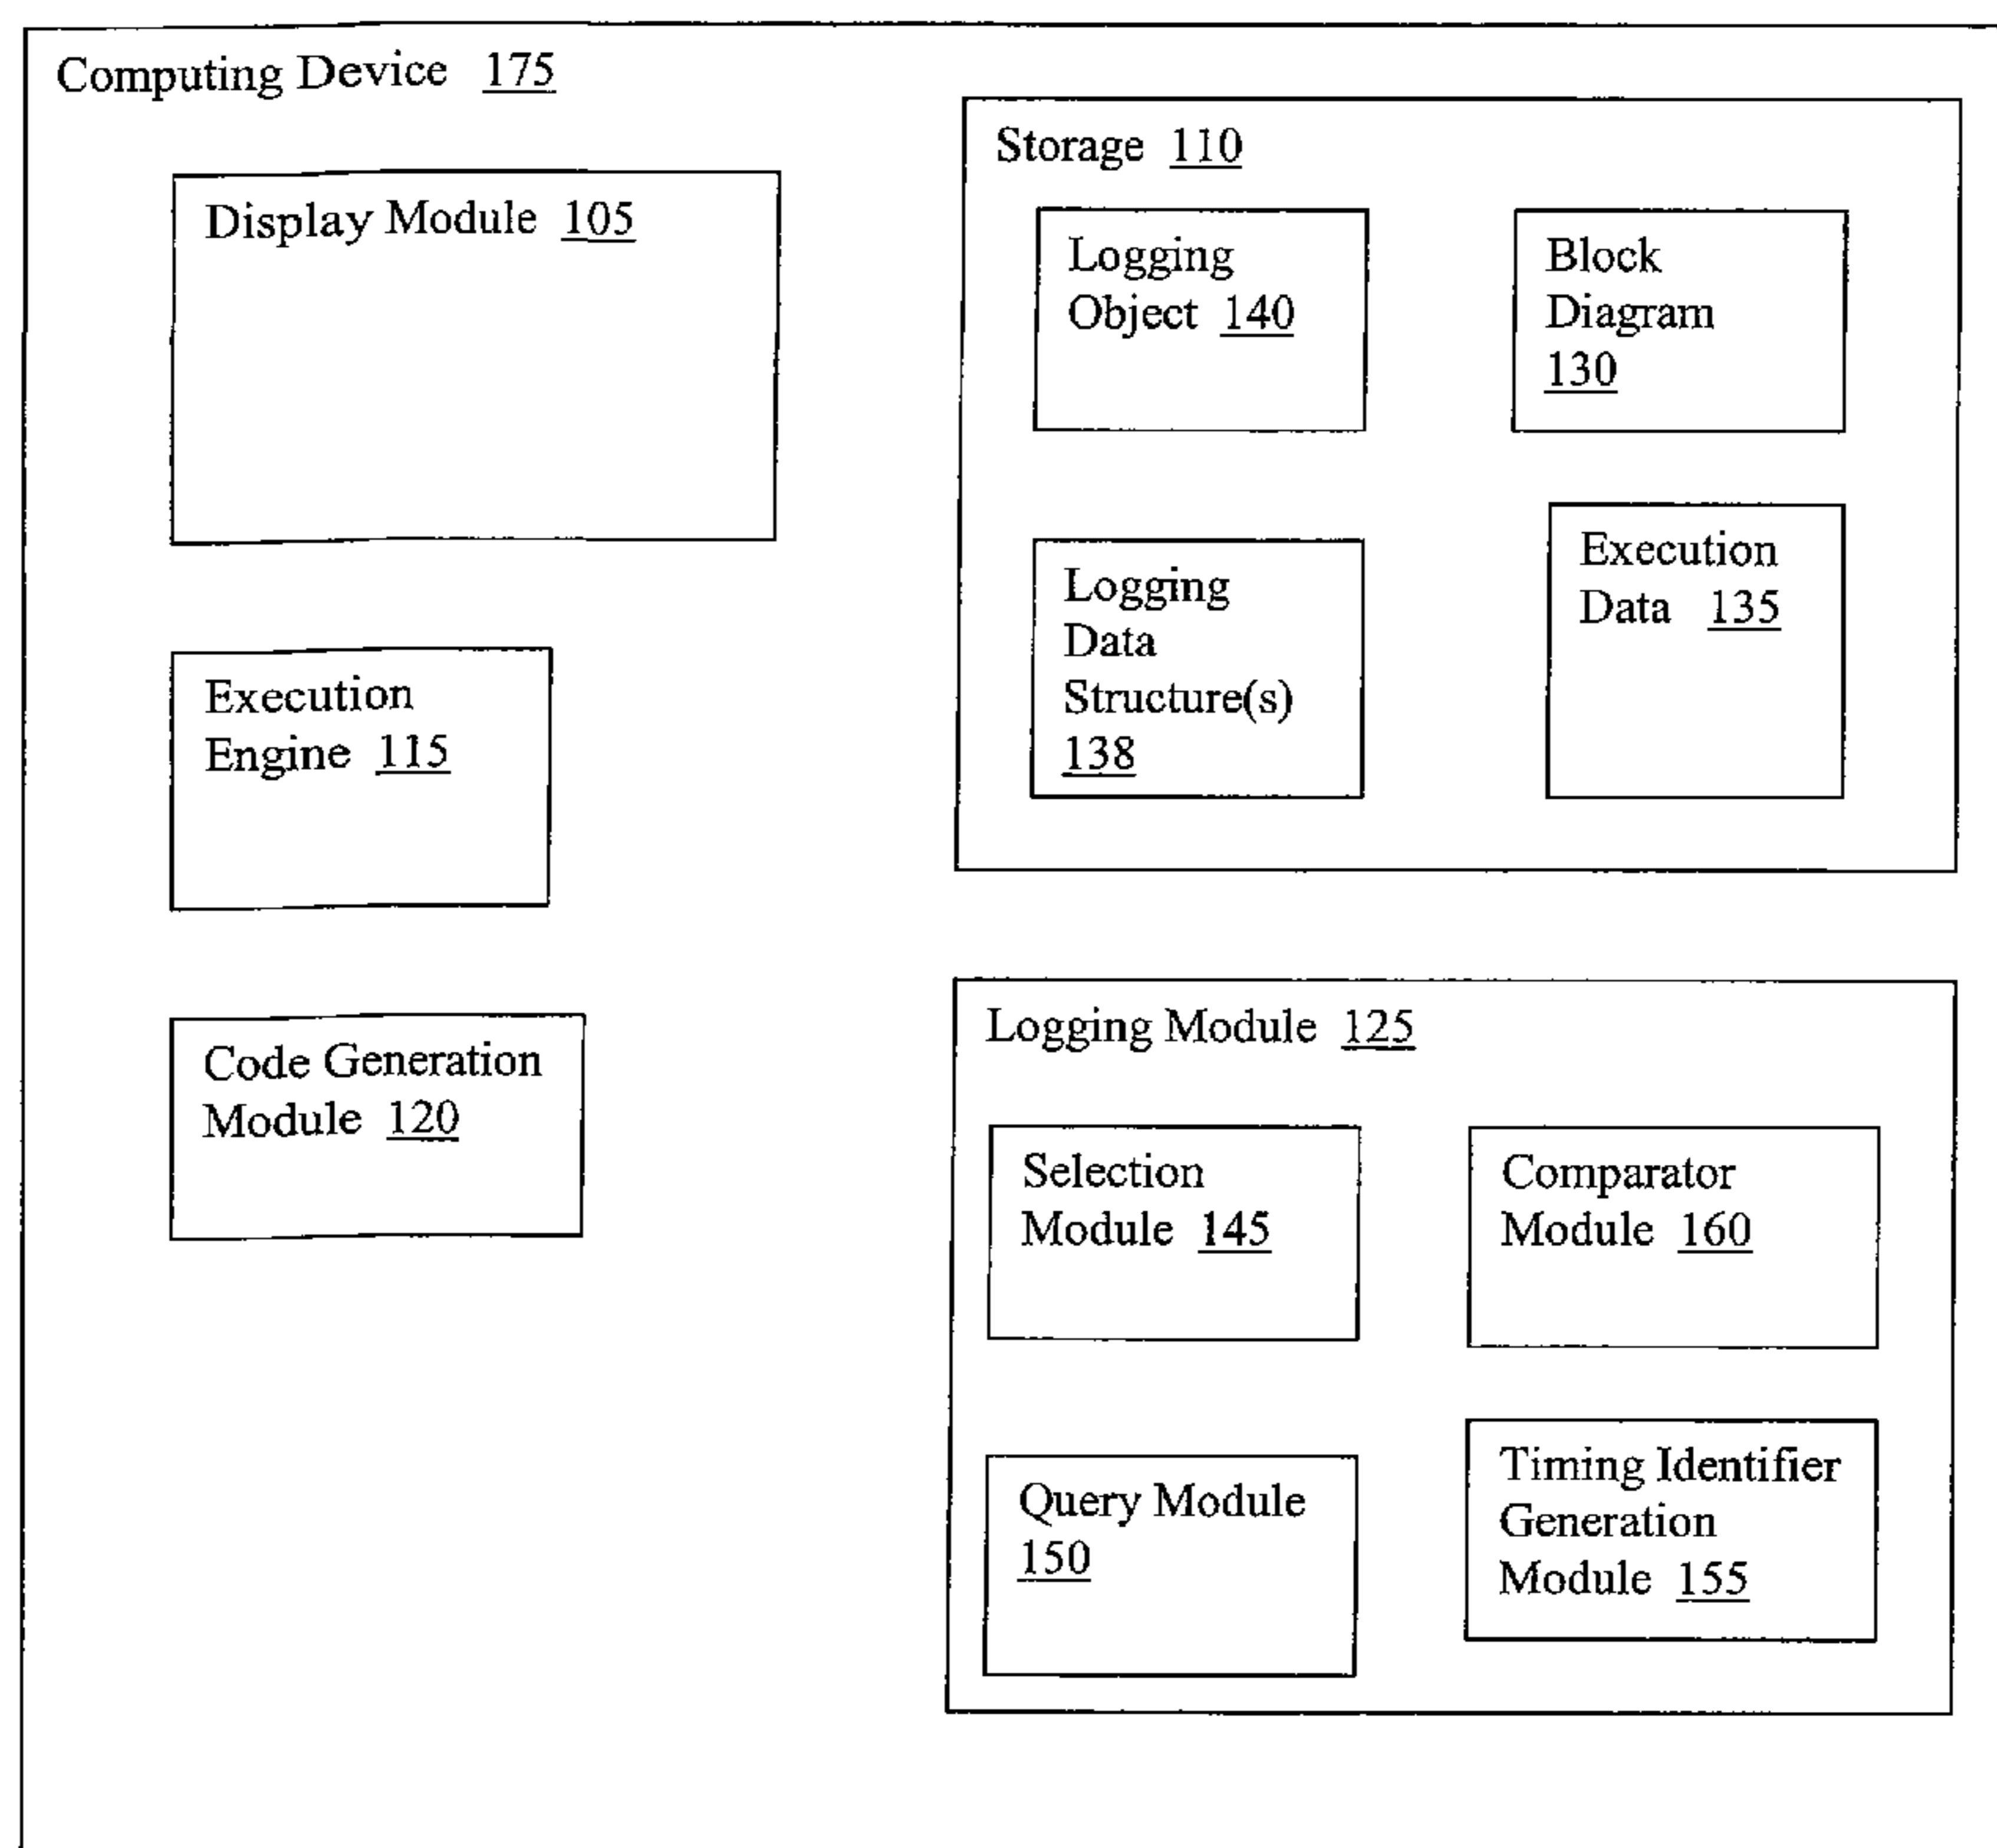 Computing Device 175
Display Module 105
Execution
Engine 115
Code Generation
Module 120
Storage 110
Logging
Object 140
Block
Diagram
130
Logging
Data
Structure(s)
138
Execution
Data 135
Logging Module 125
Selection
Module 145
Comparator
Module 160
Query Module
150
Timing Identifier
Generation
Module 155